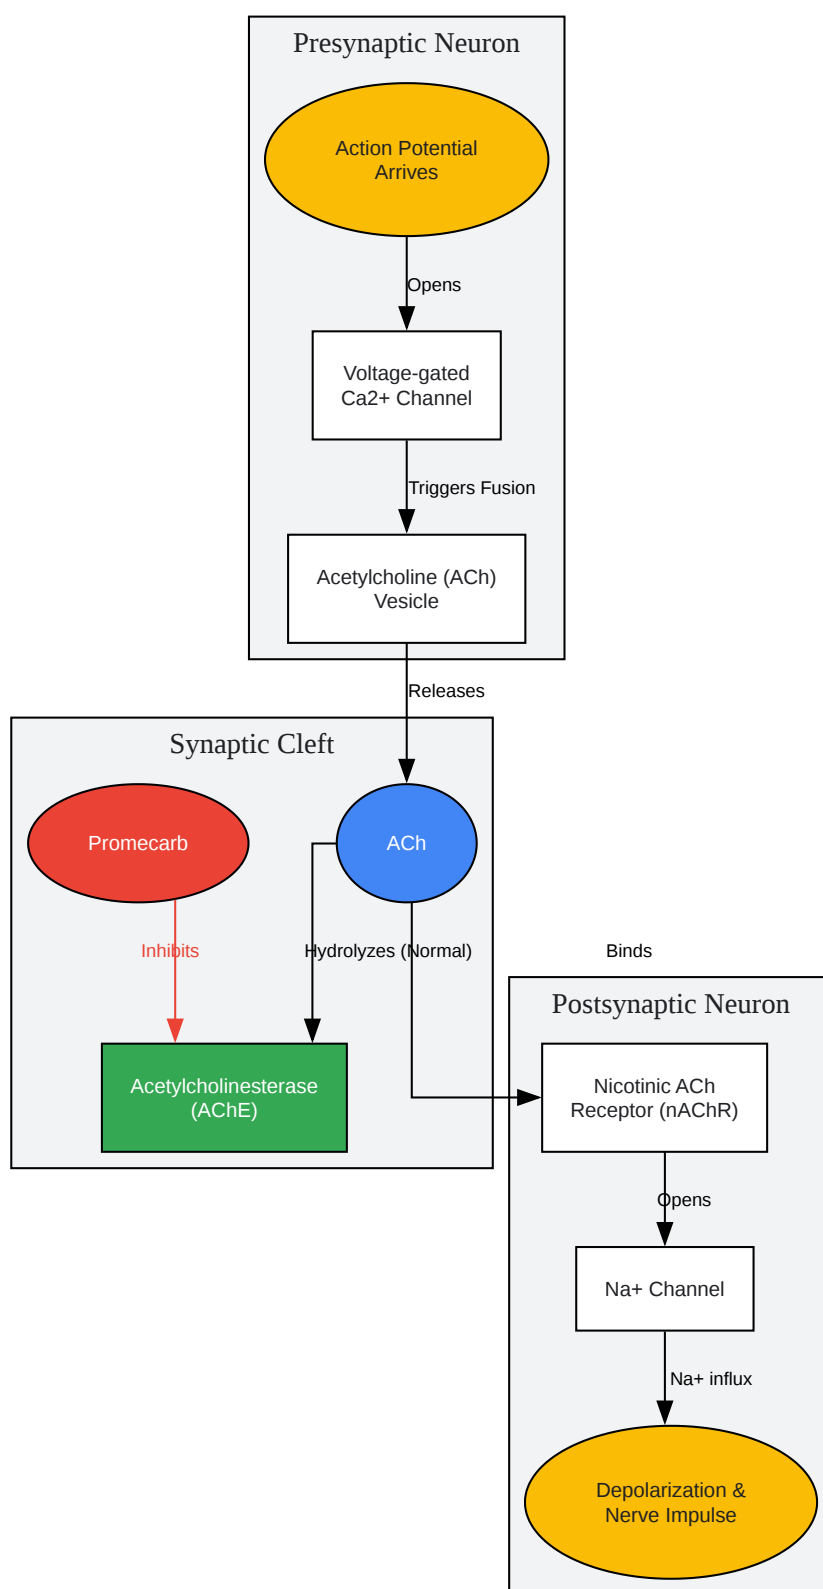 Presynaptic Neuron
Action Potential
Arrives
Opens
Voltage-gated
Ca2+ Channel
Triggers Fusion
Acetylcholine (ACh)
Vesicle
Releases
Synaptic Cleft
Promecarb
ACh
Inhibits
Hydrolyzes (Normal)
Binds
Acetylcholinesterase
(AChE)
Postsynaptic Neuron
Nicotinic ACh
Receptor (nAChR)
Opens
Na+ Channel
Na+ influx
Depolarization &
Nerve Impulse